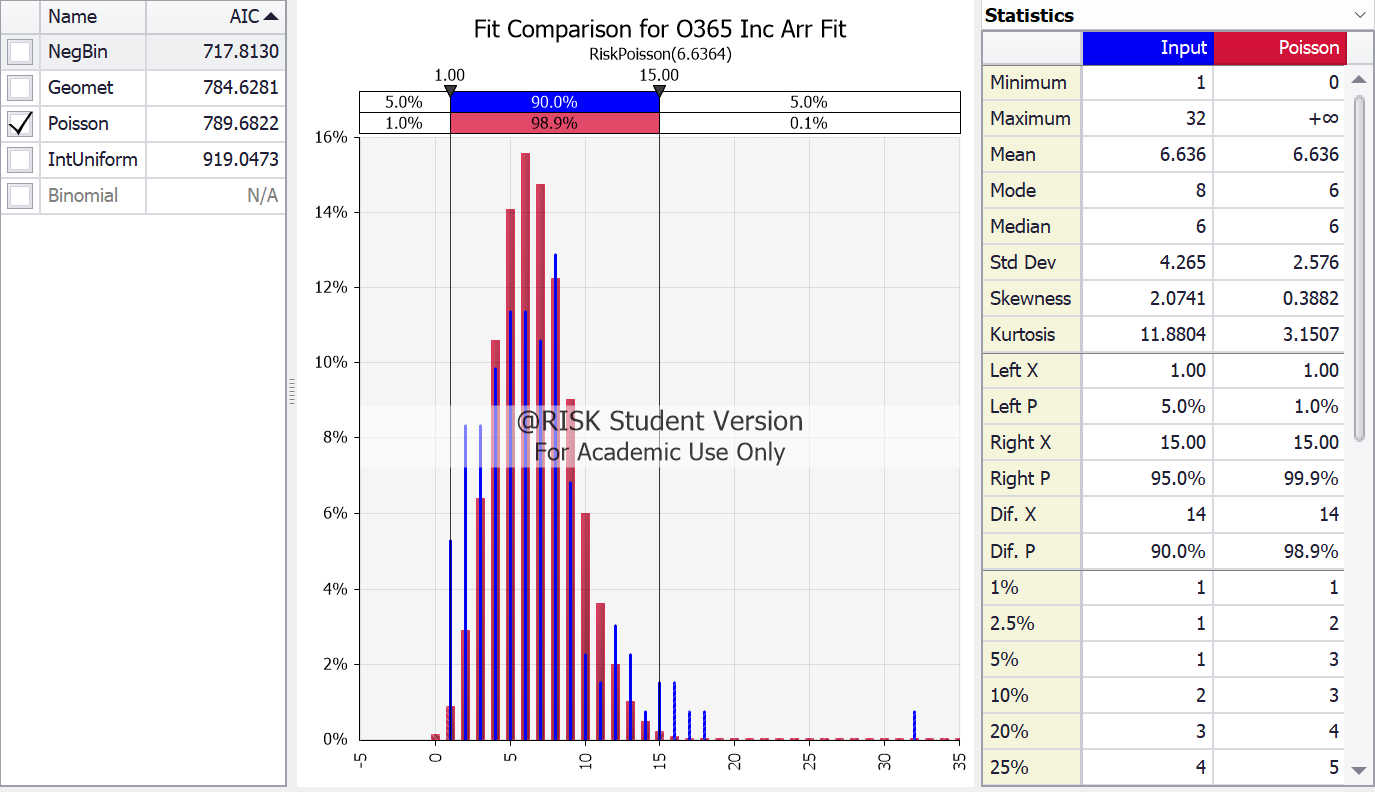 Name AIC
NegBin 717.8130
Geomet 784.6281
Poisson 789.6822
IntUniform 919.0473
Binomial N/A
Fit Comparison for O365 Inc Arr Fit
RiskPoisson(6.6364)
1.00 15.00
5.0% 90.0% 5.0%
1.0% 98.9% 0.1%
16%
14%
12%
10%
8%
6%
4%
2%
0%
-5 0 5 10 15 20 25 30 35
@RISK Student Version
For Academic Use Only
Statistics
Input Poisson
Minimum 1 0
Maximum 32 +∞
Mean 6.636 6.636
Mode 8 6
Median 6 6
Std Dev 4.265 2.576
Skewness 2.0741 0.3882
Kurtosis 11.8804 3.1507
Left X 1.00 1.00
Left P 5.0% 1.0%
Right X 15.00 15.00
Right P 95.0% 99.9%
Dif. X 14 14
Dif. P 90.0% 98.9%
1% 1 1
2.5% 1 2
5% 1 3
10% 2 3
20% 3 4
25% 4 5